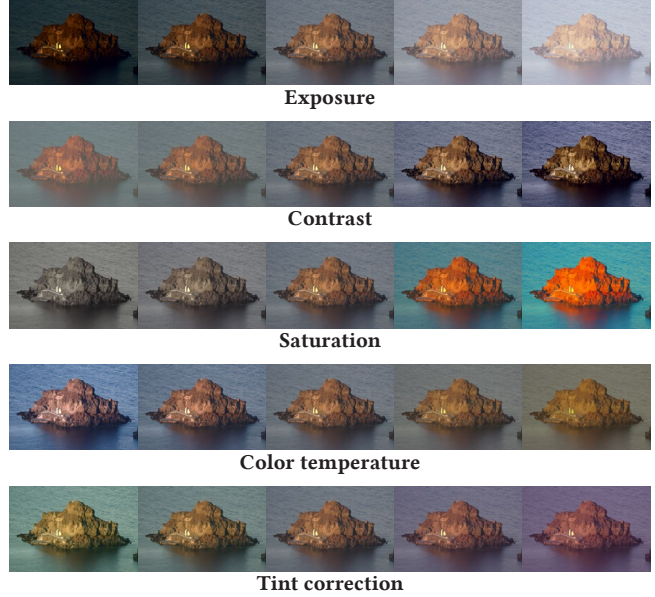 Exposure
Contrast
Saturation
Color temperature
Tint correction